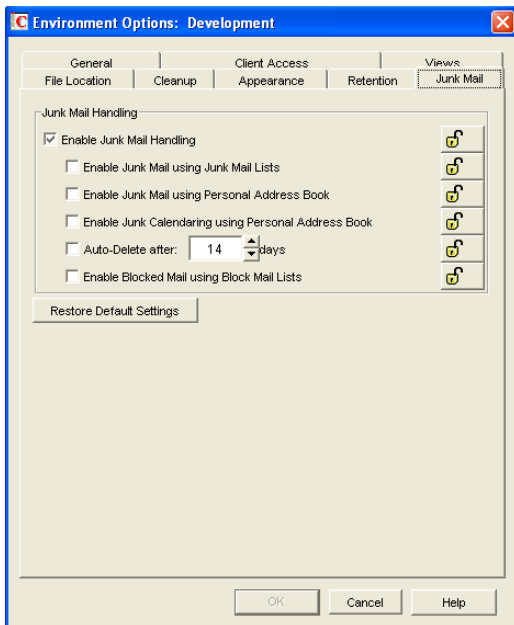 C Environment Options: Development
General Client Access Views
File Location Cleanup Appearance Retention Junk Mail
Junk Mail Handling
Enable Junk Mail Handling
Enable Junk Mail using Junk Mail Lists
Enable Junk Mail using Personal Address Book
Enable Junk Calendaring using Personal Address Book
Auto-Delete after: 14 days
Enable Blocked Mail using Block Mail Lists
Restore Default Settings
OK Cancel Help